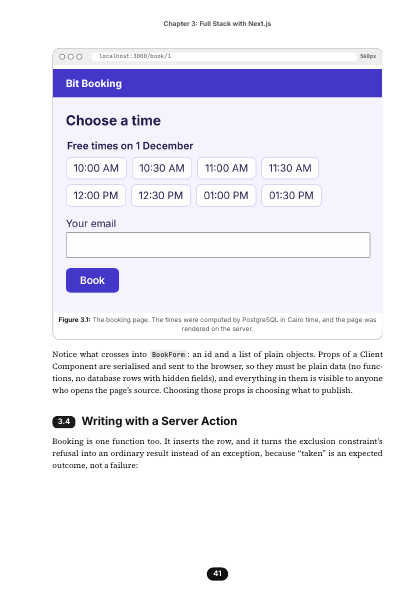 Chapter 3: Full Stack with Next.js
localhost:3000/book/1
560px
Bit Booking
Choose a time
Free times on 1 December
10:00 AM 10:30 AM 11:00 AM 11:30 AM
12:00 PM 12:30 PM 01:00 PM 01:30 PM
Your email
Book
Figure 3.1: The booking page. The times were computed by PostgreSQL in Cairo time, and the page was
rendered on the server.
Notice what crosses into BookForm: an id and a list of plain objects. Props of a Client
Component are serialised and sent to the browser, so they must be plain data (no func-
tions, no database rows with hidden fields), and everything in them is visible to anyone
who opens the page's source. Choosing those props is choosing what to publish.
3.4 Writing with a Server Action
Booking is one function too. It inserts the row, and it turns the exclusion constraint's
refusal into an ordinary result instead of an exception, because “taken” is an expected
outcome, not a failure:
41